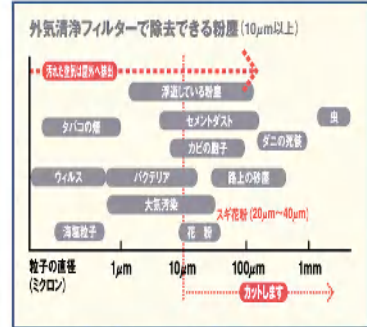 外気清浄フィルターで除去できる粉塵(10μm以上)
汚れた空気は屋外へ排出
浮遊している粉塵
虫
タバコの煙
セメントダスト
ダニの死骸
カビの胞子
ウィルス
バクテリア
路上の砂塵
大気汚染
スギ花粉(20μm〜40μm)
海塩粒子
花 粉
粒子の直径
(ミクロン)
1μm
10μm
100μm
1mm
カットします